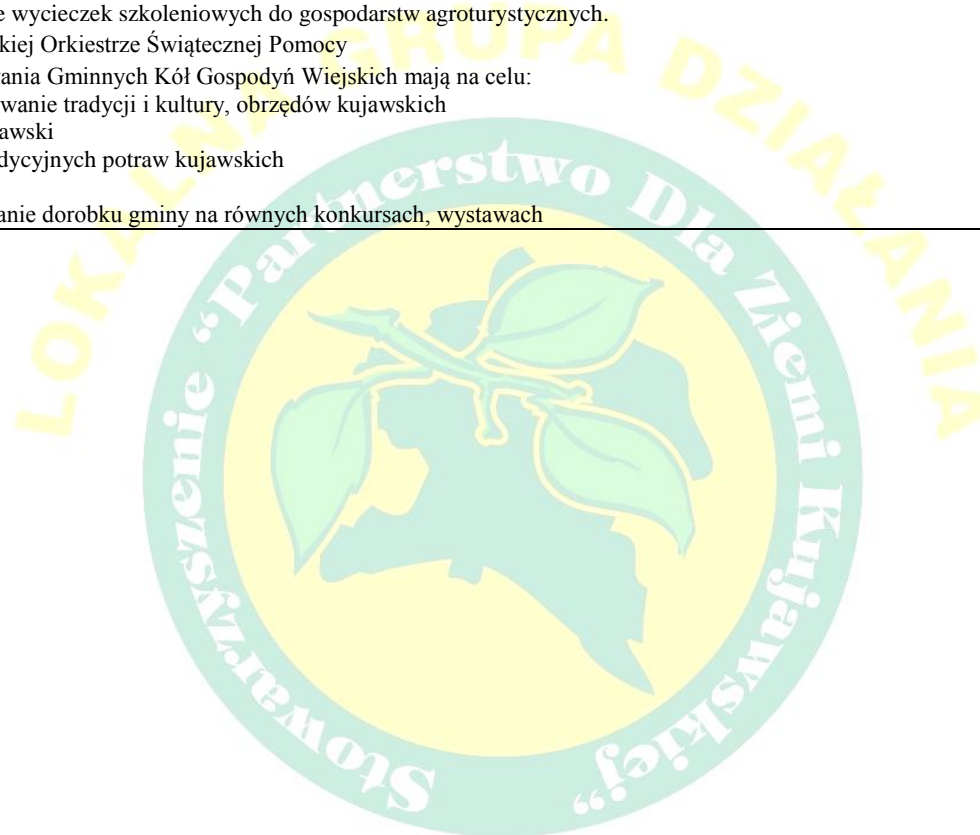 e wycieczek szkoleniowych do gospodarstw agroturystycznych.
kiej Orkiestrze Świątecznej Pomocy
ania Gminnych Kół Gospodyń Wiejskich mają na celu:
wanie tradycji i kultury, obrzędów kujawskich
awski
dycyjnych potraw kujawskich
anie dorobku gminy na równych konkursach, wystawach
LOKALNA GRUPA DZIAŁANIA
Stowarzyszenie “Partnerstwo Dla Ziemi Kujawskiej”